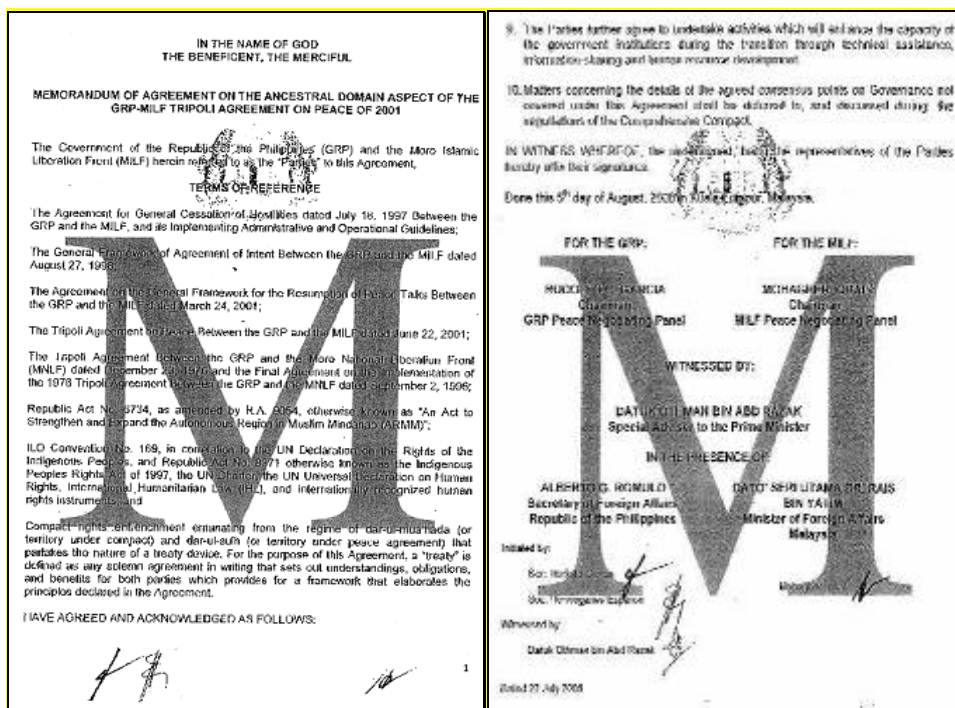 IN THE NAME OF GOD
THE BENEFICENT, THE MERCIFUL
MEMORANDUM OF AGREEMENT ON THE ANCESTRAL DOMAIN ASPECT OF THE
GRP-MILF TRIPOLI AGREEMENT ON PEACE OF 2001
The Government of the Republic of the Philippines (GRP) and the Moro Islamic
Liberation Front (MILF) herein referred to as the "Parties" to this Agreement,
TERMS OF REFERENCE
The Agreement for General Cessation of Hostilities dated July 18, 1997 Between the
GRP and the MILF, and its Implementing Administrative and Operational Guidelines;
The General Framework of Agreement of Intent Between the GRP and the MILF dated
August 27, 1998;
The Agreement on the General Framework for the Resumption of Peace Talks Between
the GRP and the MILF dated March 24, 2001;
The Tripoli Agreement on Peace Between the GRP and the MILF dated June 22, 2001;
The Tripoli Agreement Between the GRP and the Moro National Liberation Front
(MNLF) dated December 23, 1976 and the Final Agreement on the Implementation of
the 1976 Tripoli Agreement Between the GRP and the MNLF dated September 2, 1996;
Republic Act No. 6734, as amended by R.A. 9054, otherwise known as "An Act to
Strengthen and Expand the Autonomous Region in Muslim Mindanao (ARMM)";
ILO Convention No. 169, in correlation to the UN Declaration on the Rights of the
Indigenous Peoples, and Republic Act No. 8371 otherwise known as the Indigenous
Peoples Rights Act of 1997, the UN Charter, the UN Universal Declaration on Human
Rights, International Humanitarian Law (IHL), and internationally recognized human
rights instruments; and
Compact rights entrenchment emanating from the regime of dar-ul-mua'hada (or
territory under compact) and dar-ul-sulh (or territory under peace agreement) that
partakes the nature of a treaty device. For the purpose of this Agreement, a "treaty" is
defined as any solemn agreement in writing that sets out understandings, obligations,
and benefits for both parties which provides for a framework that elaborates the
principles declared in the Agreement.
HAVE AGREED AND ACKNOWLEDGED AS FOLLOWS:
1
9. The Parties further agree to undertake activities which will enhance the capacity of
the government institutions during the transition through technical assistance,
information-sharing and human resource development.
10. Matters concerning the details of the agreed consensus points on Governance not
covered under this Agreement shall be deferred to, and discussed during, the
negotiations of the Comprehensive Compact.
IN WITNESS WHEREOF, the undersigned, being the representatives of the Parties
hereby affix their signatures.
Done this 5th day of August, 2008 in Kuala Lumpur, Malaysia.
FOR THE GRP: FOR THE MILF:
GARCIA MOHAGHER IQBAL
Chairman Chairman
GRP Peace Negotiating Panel MILF Peace Negotiating Panel
WITNESSED BY:
DATUK OTHMAN BIN ABD RAZAK
Special Adviser to the Prime Minister
IN THE PRESENCE OF:
ALBERTO G. ROMULO DATO' SERI UTAMA DR. RAIS
Secretary of Foreign Affairs BIN YATIM
Republic of the Philippines Minister of Foreign Affairs
Malaysia
Initialed by:
Sec. Hermogenes Esperon
Witnessed by:
Datuk Othman bin Abd Razak
Dated 27 July 2008